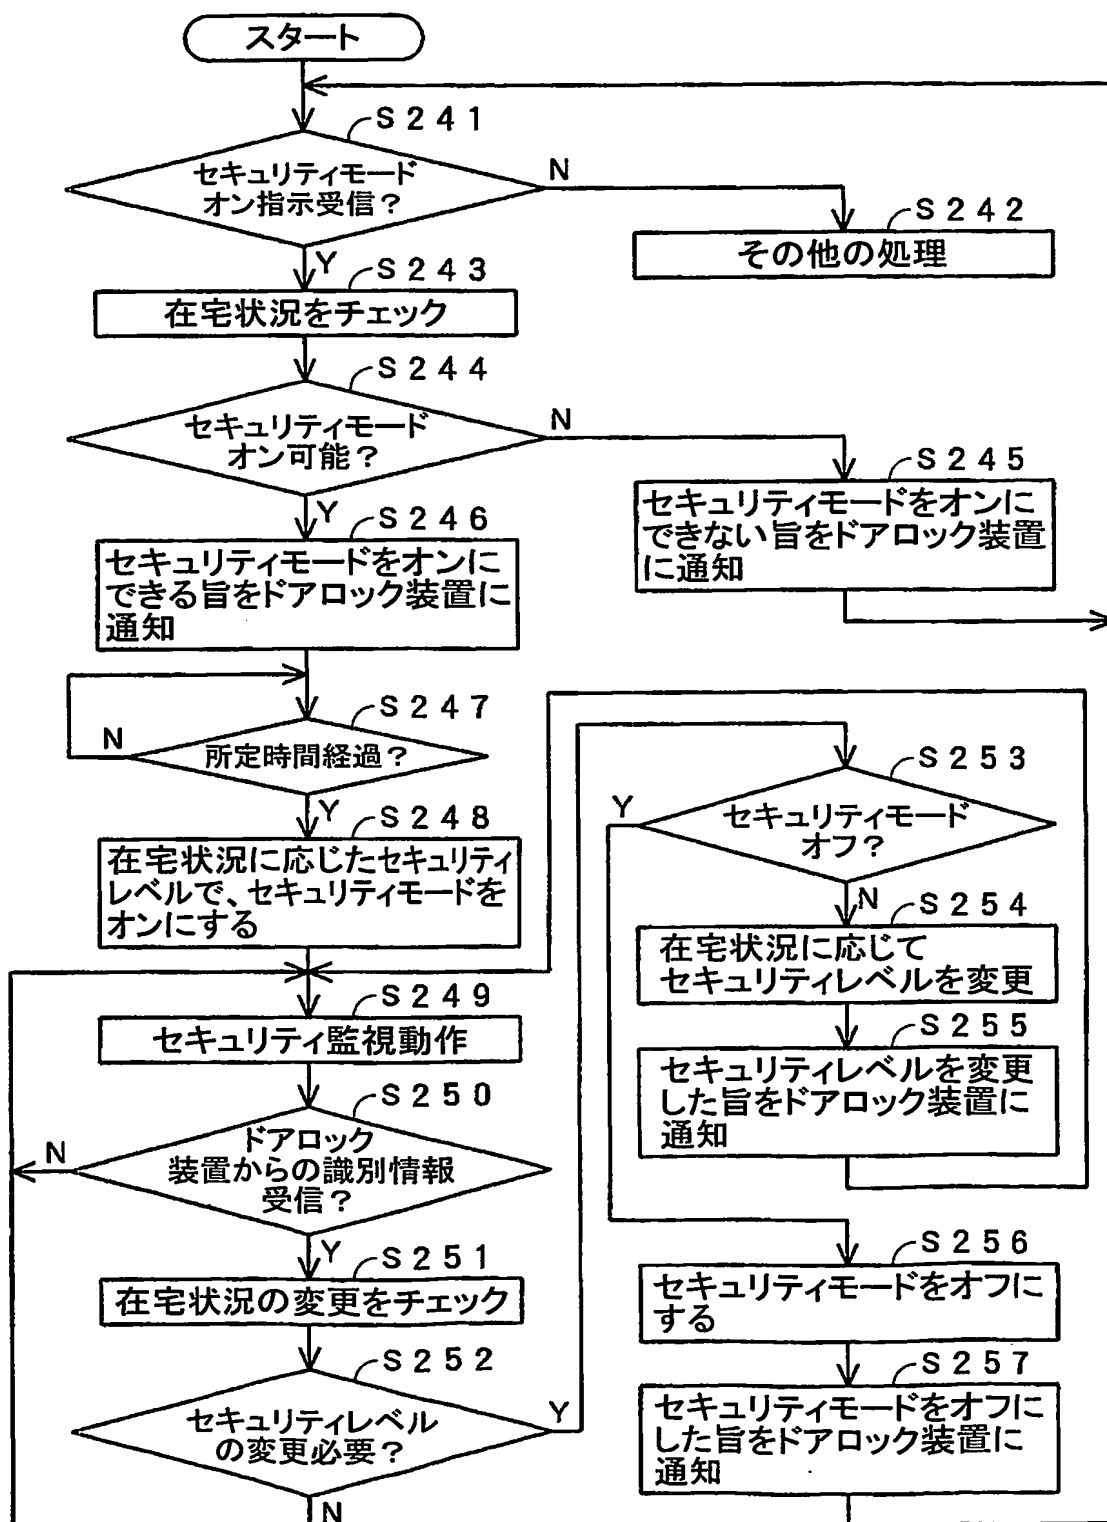 スタート
S241
セキュリティモード
オン指示受信?
N
S242
その他の処理
Y
S243
在宅状況をチェック
S244
セキュリティモード
オン可能?
N
S245
セキュリティモードをオンに
できない旨をドアロック装置
に通知
Y
S246
セキュリティモードをオンに
できる旨をドアロック装置に
通知
S247
所定時間経過?
N
Y
S248
在宅状況に応じたセキュリティ
レベルで、セキュリティモードを
オンにする
S249
セキュリティ監視動作
S250
ドアロック
装置からの識別情報
受信?
N
Y
S251
在宅状況の変更をチェック
S252
セキュリティレベル
の変更必要?
Y
N
S253
セキュリティモード
オフ?
Y
N
S254
在宅状況に応じて
セキュリティレベルを変更
S255
セキュリティレベルを変更
した旨をドアロック装置に
通知
S256
セキュリティモードをオフに
する
S257
セキュリティモードをオフに
した旨をドアロック装置に
通知